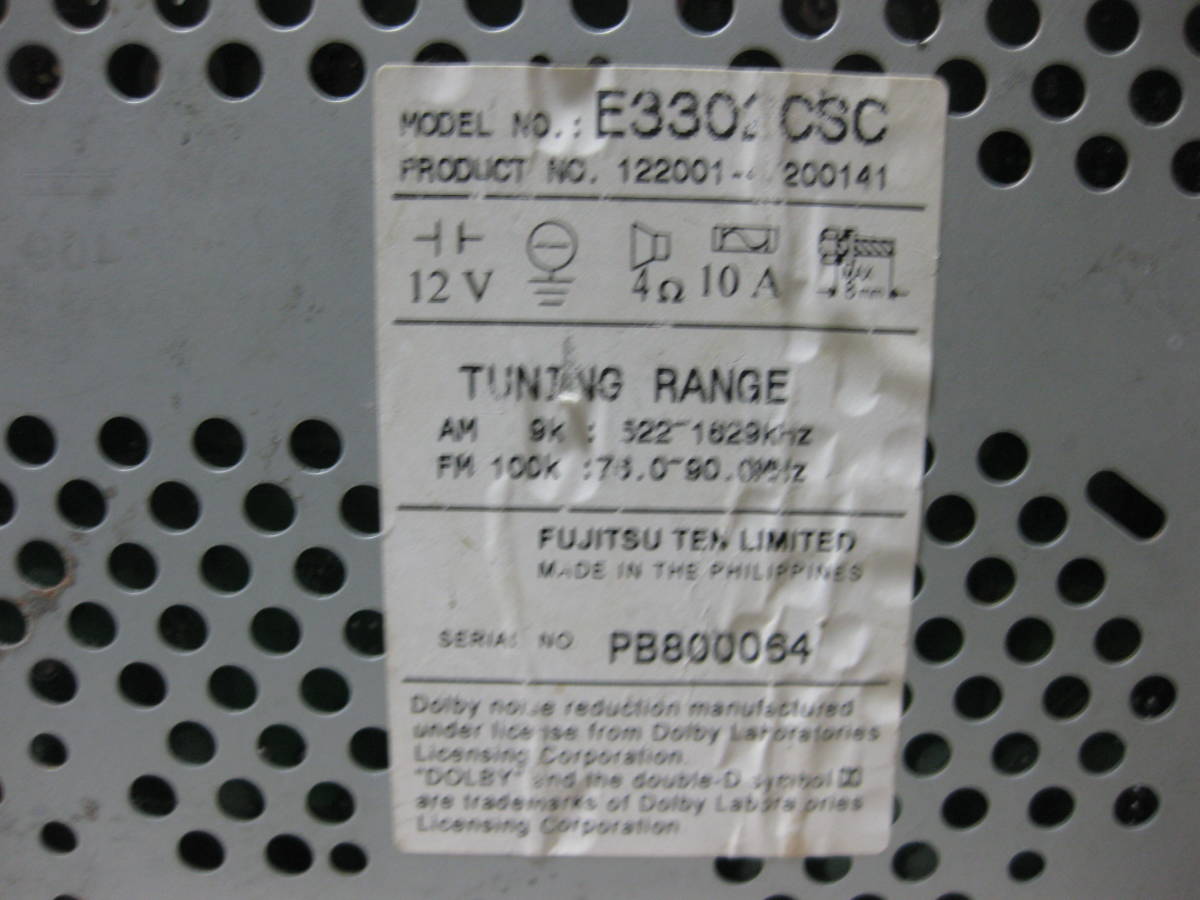 MODEL NO.:
PRODUCT NO. 200141
12 V 4Ω 10 A
8mm
TUNING RANGE
AM 9k : 522~1629kHz
FM 100k :76.0~90.0MHz
FUJITSU TEN LIMITED
MADE IN THE PHILIPPINES
SERIAL NO. PB800064
Dolby noise reduction manufactured
under license from Dolby Laboratories
Licensing Corporation.
"DOLBY" and the double-D symbol
are trademarks of Dolby Laboratories
Licensing Corporation